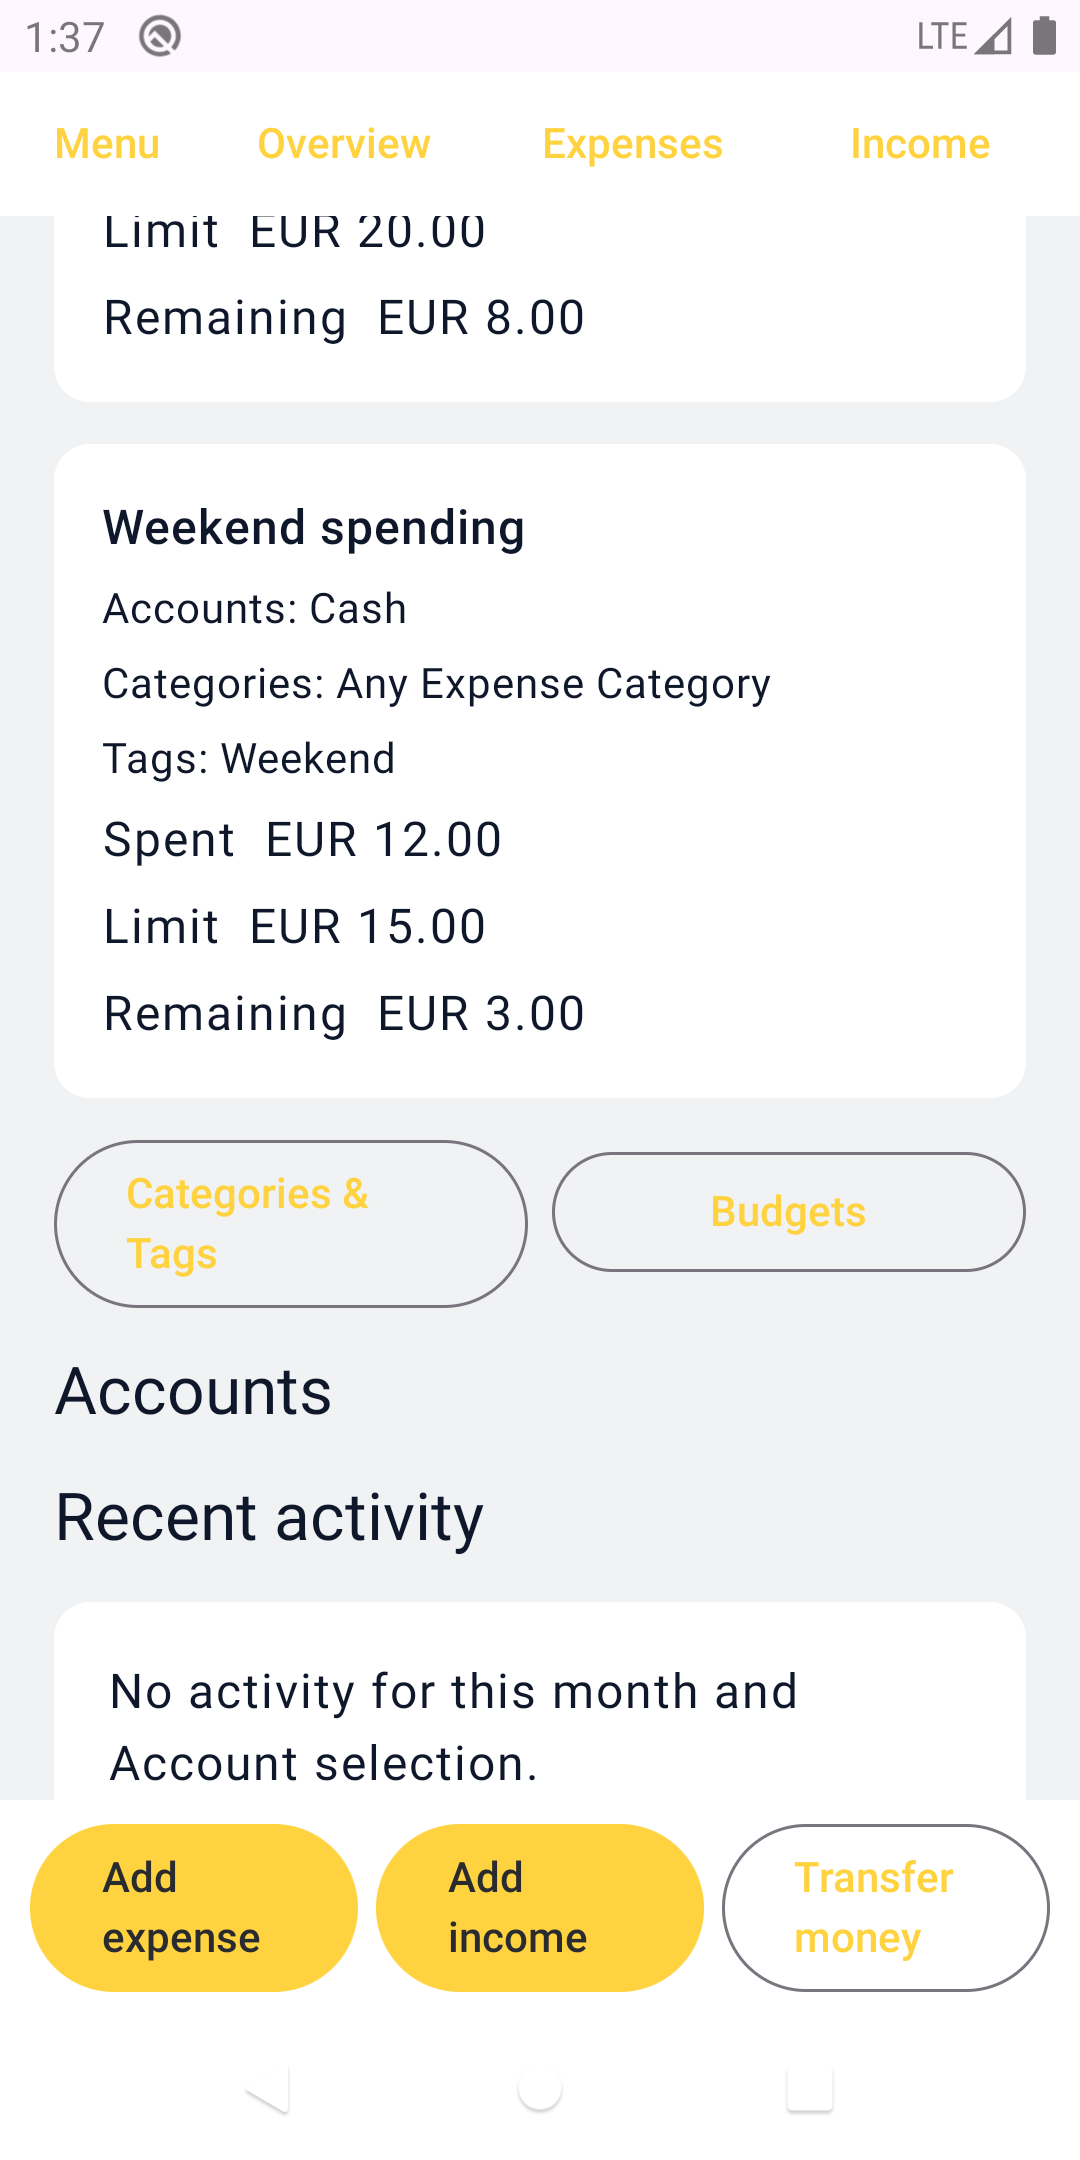 1:37 LTE
Menu Overview Expenses Income
Limit EUR 20.00
Remaining EUR 8.00
Weekend spending
Accounts: Cash
Categories: Any Expense Category
Tags: Weekend
Spent EUR 12.00
Limit EUR 15.00
Remaining EUR 3.00
Categories &
Tags
Budgets
Accounts
Recent activity
No activity for this month and
Account selection.
Add
expense
Add
income
Transfer
money